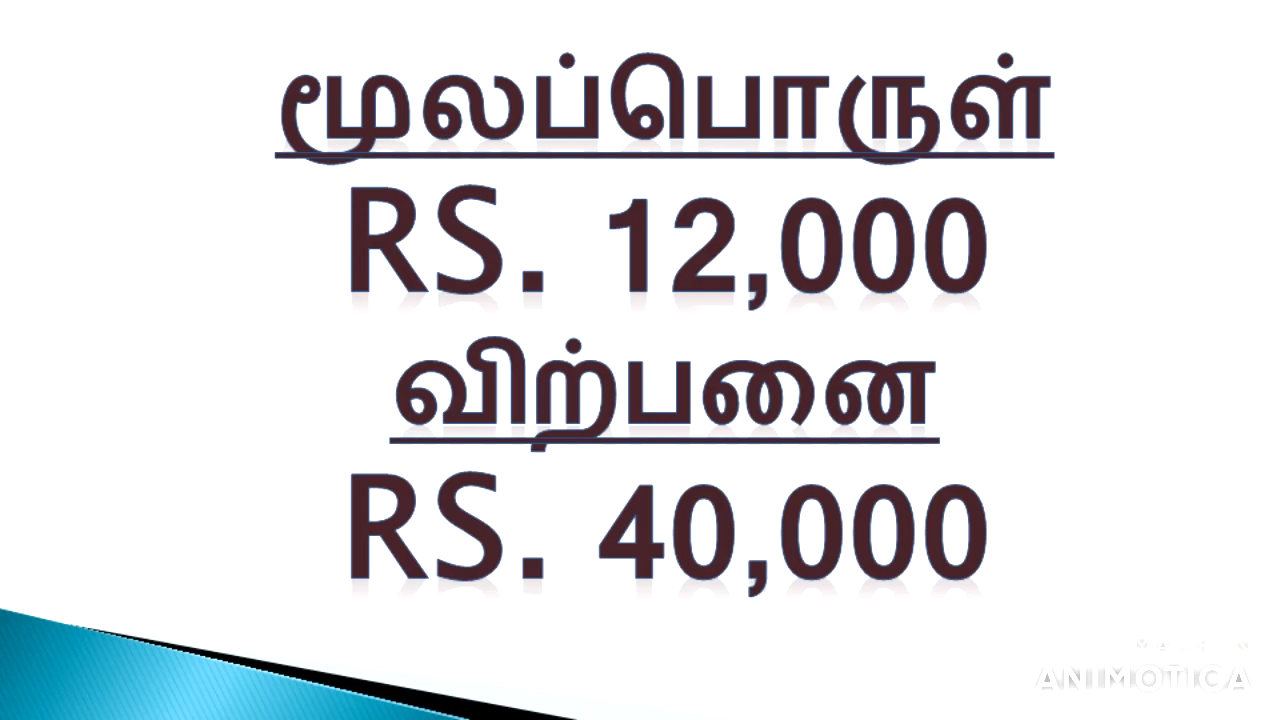 மூலப்பொருள்
RS. 12,000
விற்பனை
RS. 40,000
ANIMOTICA